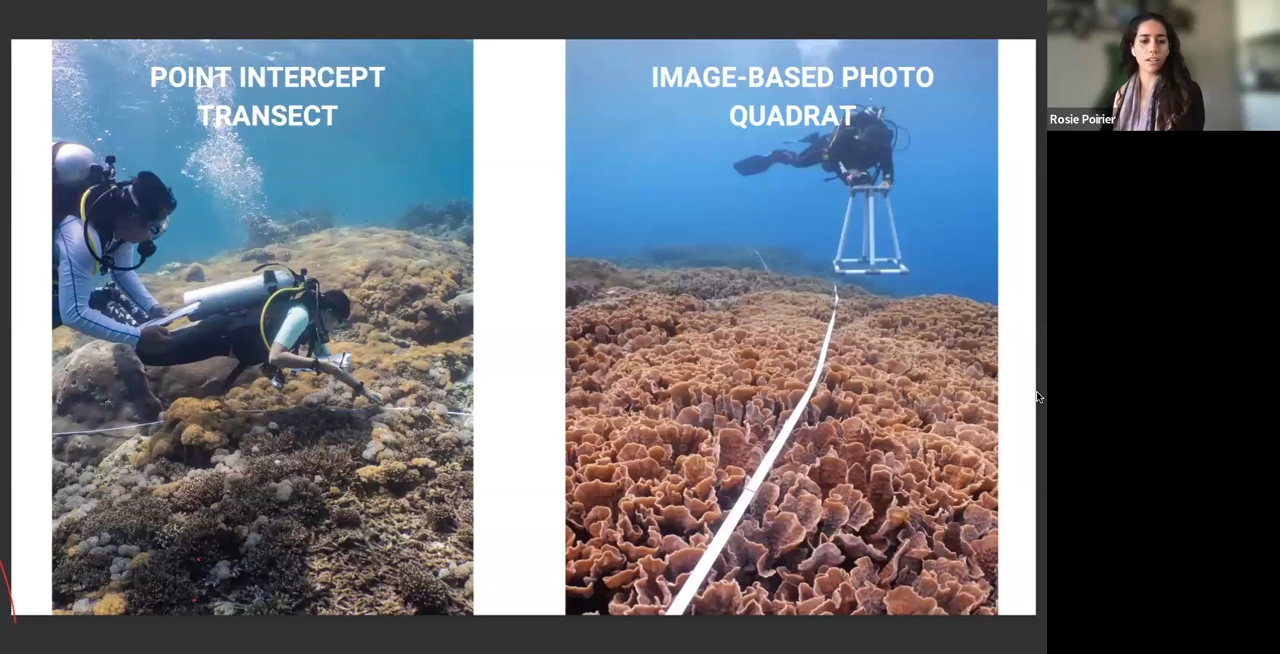 POINT INTERCEPT
TRANSECT
IMAGE-BASED PHOTO
QUADRAT
Rosie Poirier